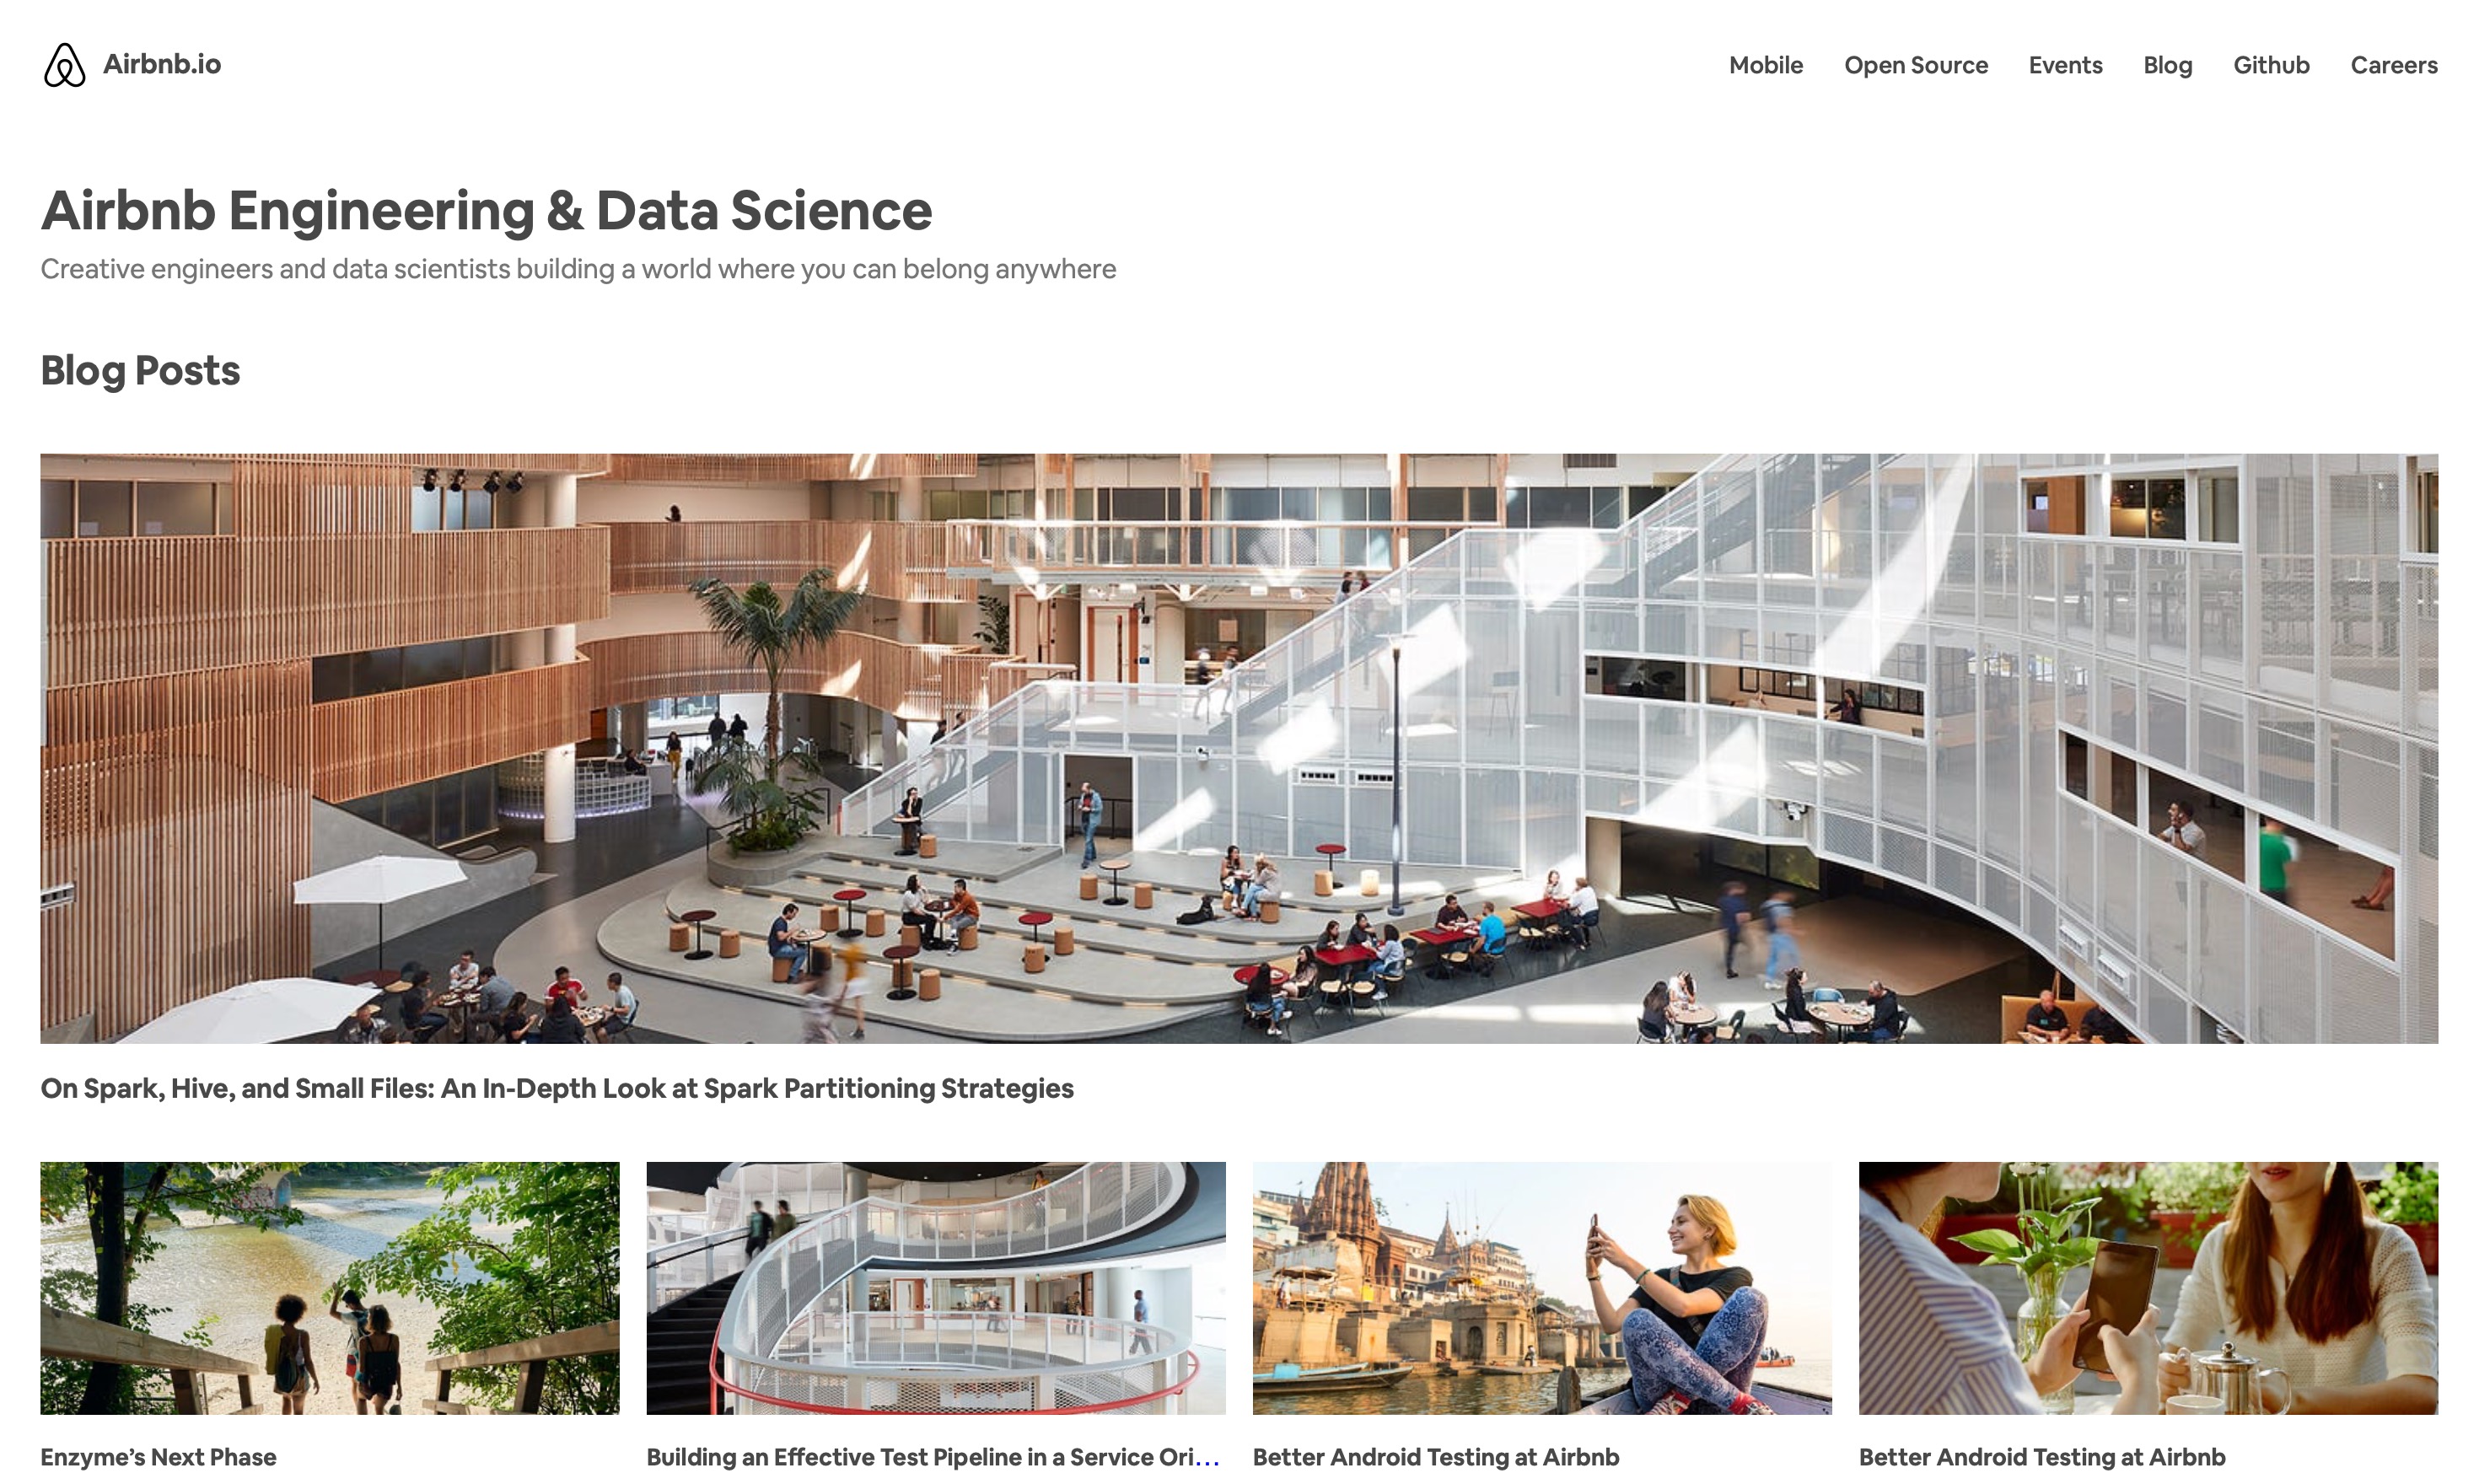 Airbnb.io
Mobile
Open Source
Events
Blog
Github
Careers
Airbnb Engineering & Data Science
Creative engineers and data scientists building a world where you can belong anywhere
Blog Posts
On Spark, Hive, and Small Files: An In-Depth Look at Spark Partitioning Strategies
Enzyme’s Next Phase
Building an Effective Test Pipeline in a Service Ori...
Better Android Testing at Airbnb
Better Android Testing at Airbnb